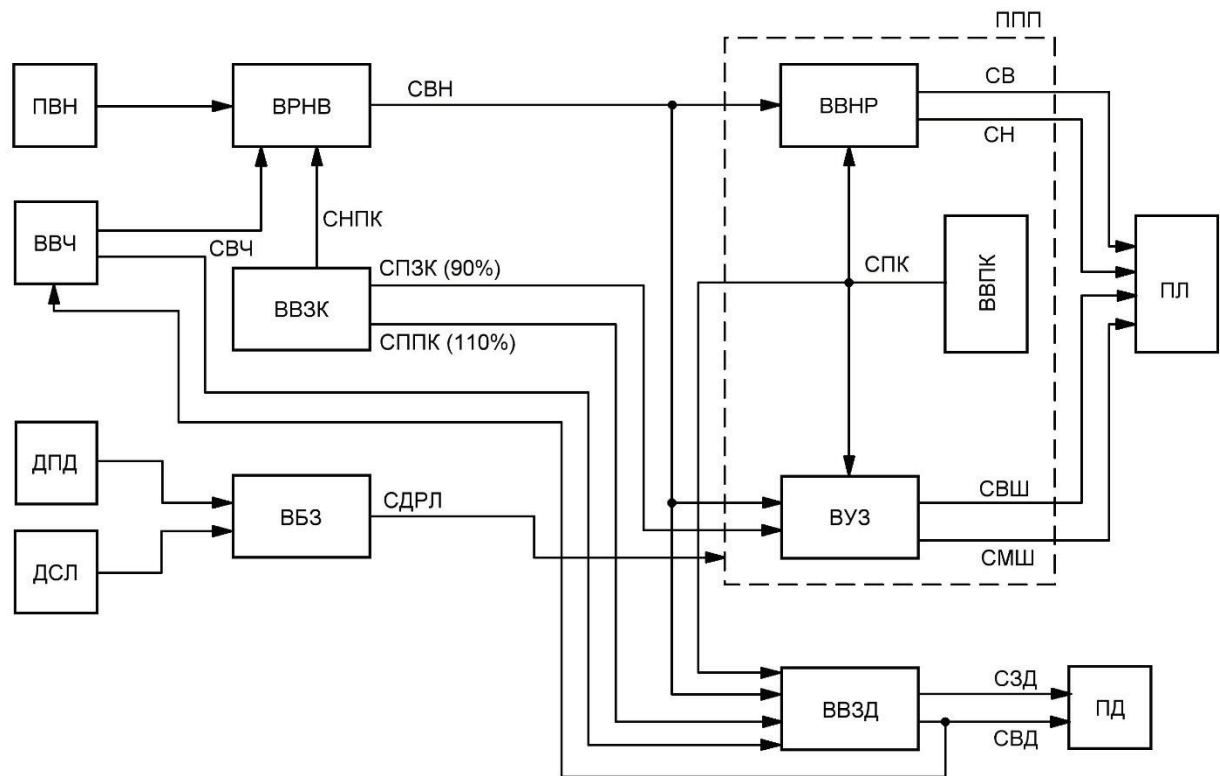 ППП
ПВН
ВРНВ
СВН
ВВНР
СВ
СН
ВВЧ
СВЧ
СНПК
ВВЗК
СПЗК (90%)
СППК (110%)
СПК
ВВПК
ПЛ
ДПД
ДСЛ
ВБЗ
СДРЛ
ВУЗ
СВШ
СМШ
ВВЗД
СЗД
СВД
ПД